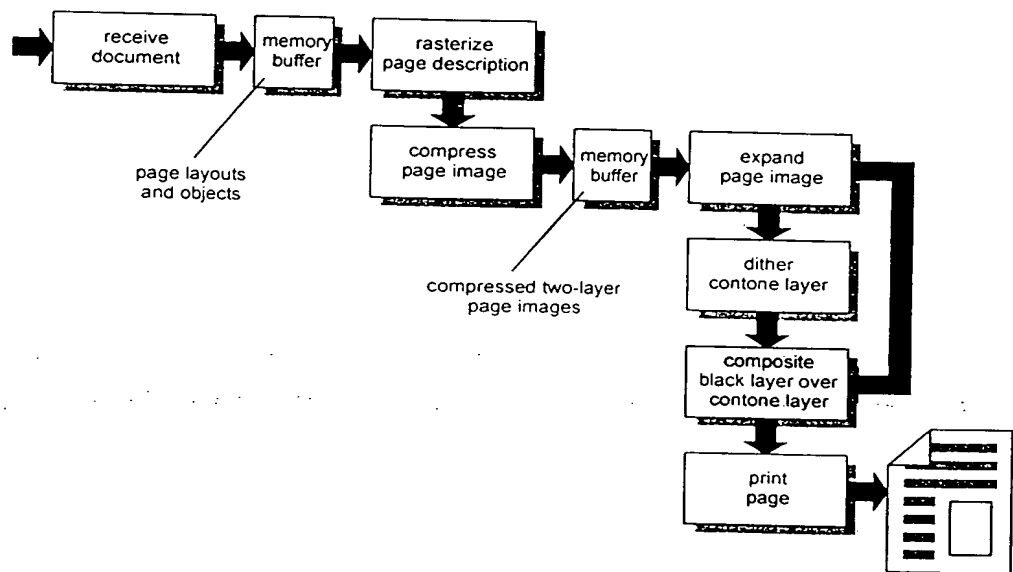 receive
document
memory
buffer
rasterize
page description
page layouts
and objects
compress
page image
memory
buffer
expand
page image
compressed two-layer
page images
dither
contone layer
composite
black layer over
contone layer
print
page